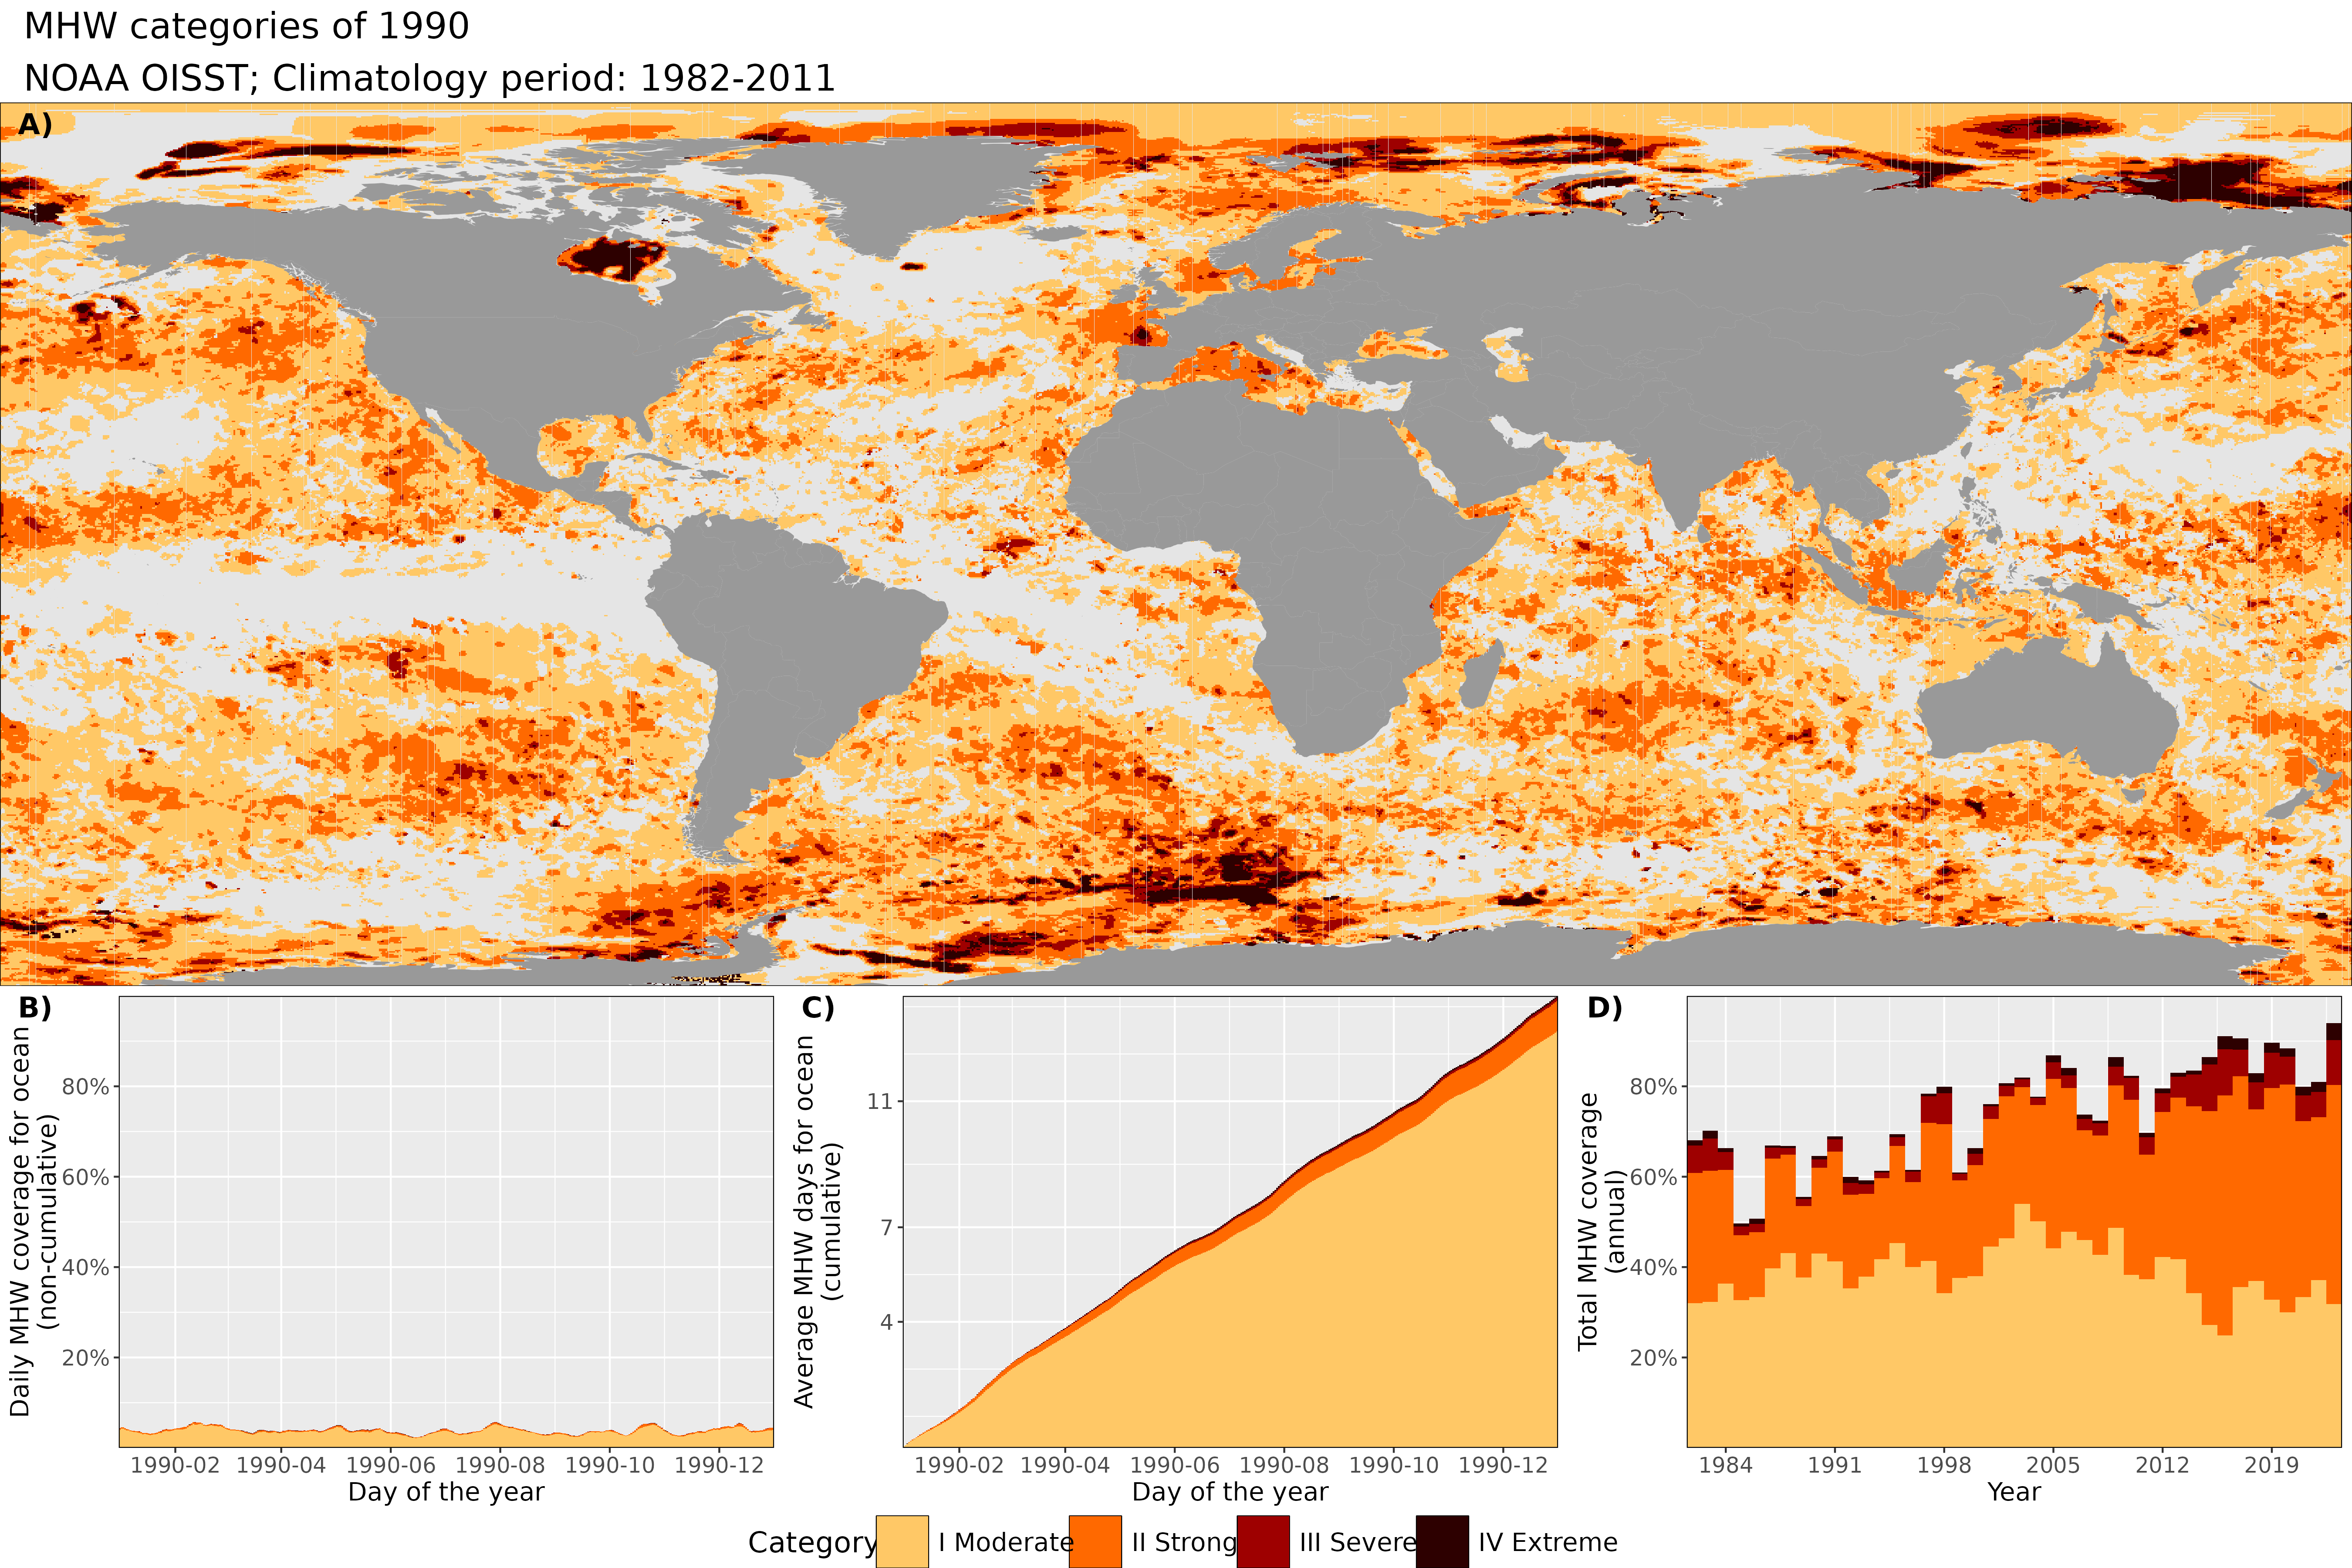 MHW categories of 1990
NOAA OISST; Climatology period: 1982-2011
A)
B)
Daily MHW coverage for ocean
(non-cumulative)
80%
60%
40%
20%
1990-02 1990-04 1990-06 1990-08 1990-10 1990-12
Day of the year
C)
Average MHW days for ocean
(cumulative)
11
7
4
1990-02 1990-04 1990-06 1990-08 1990-10 1990-12
Day of the year
D)
Total MHW coverage
(annual)
80%
60%
40%
20%
1984 1991 1998 2005 2012 2019
Year
Category I Moderate II Strong III Severe IV Extreme